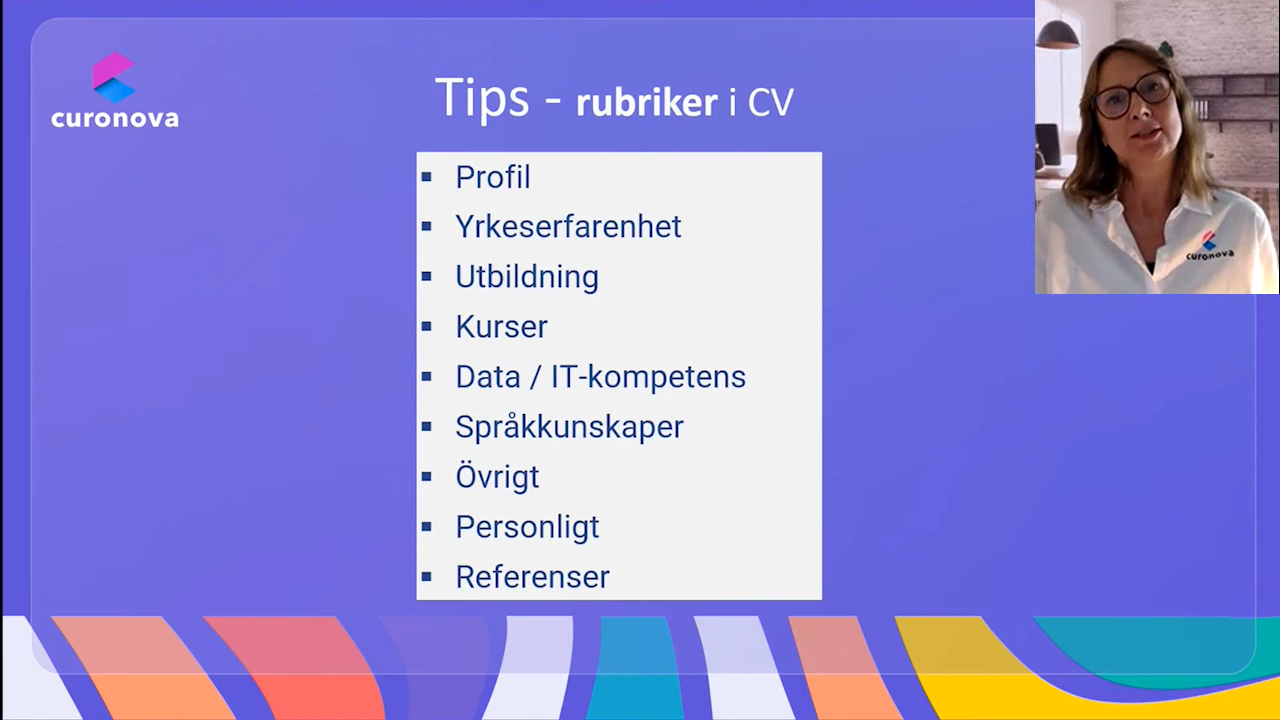 curonova
Tips - rubriker i CV
Profil
Yrkeserfarenhet
Utbildning
Kurser
Data / IT-kompetens
Språkkunskaper
Övrigt
Personligt
Referenser
curonova